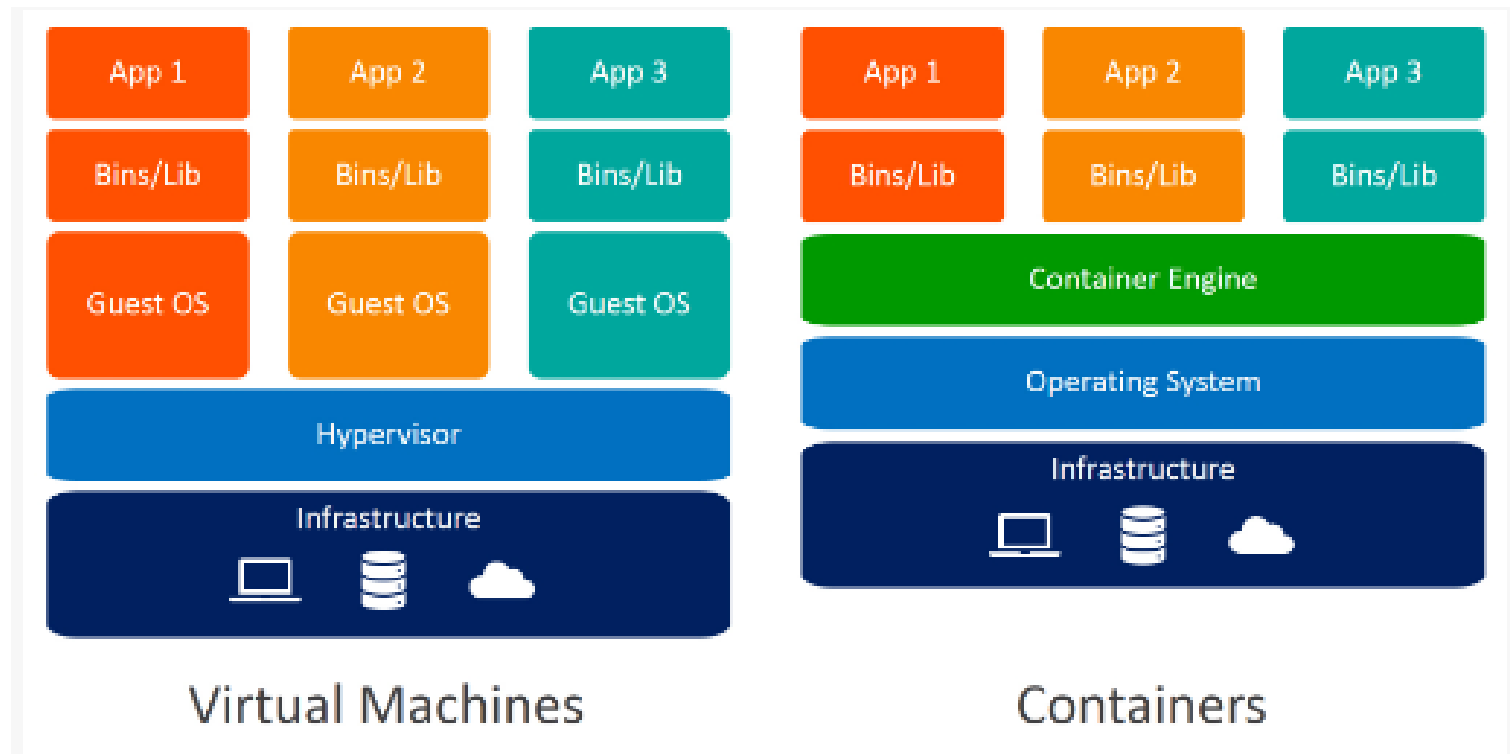 App 1 App 2 App 3
Bins/Lib Bins/Lib Bins/Lib
Guest OS Guest OS Guest OS
Hypervisor
Infrastructure
Virtual Machines
App 1 App 2 App 3
Bins/Lib Bins/Lib Bins/Lib
Container Engine
Operating System
Infrastructure
Containers